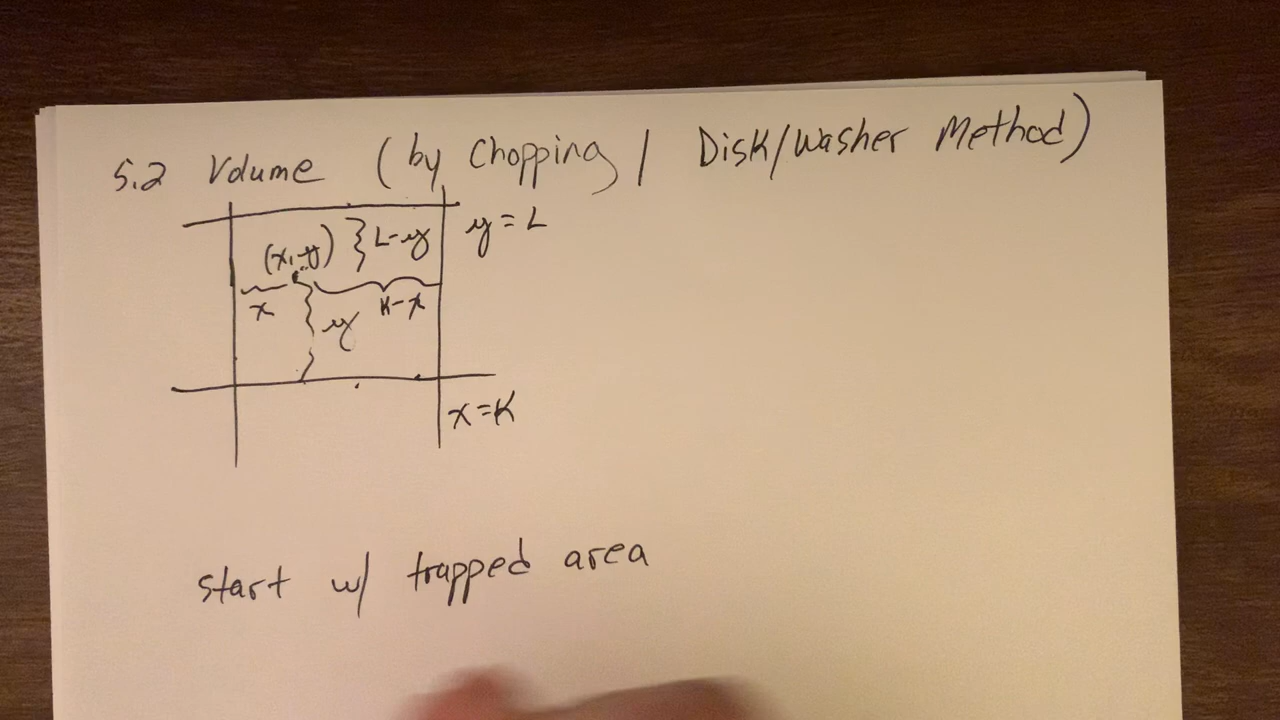 5.2 Volume (by Chopping / Disk/Washer Method)
(x,y) } L-y y = L
x K-x
y
x=K
start w/ trapped area